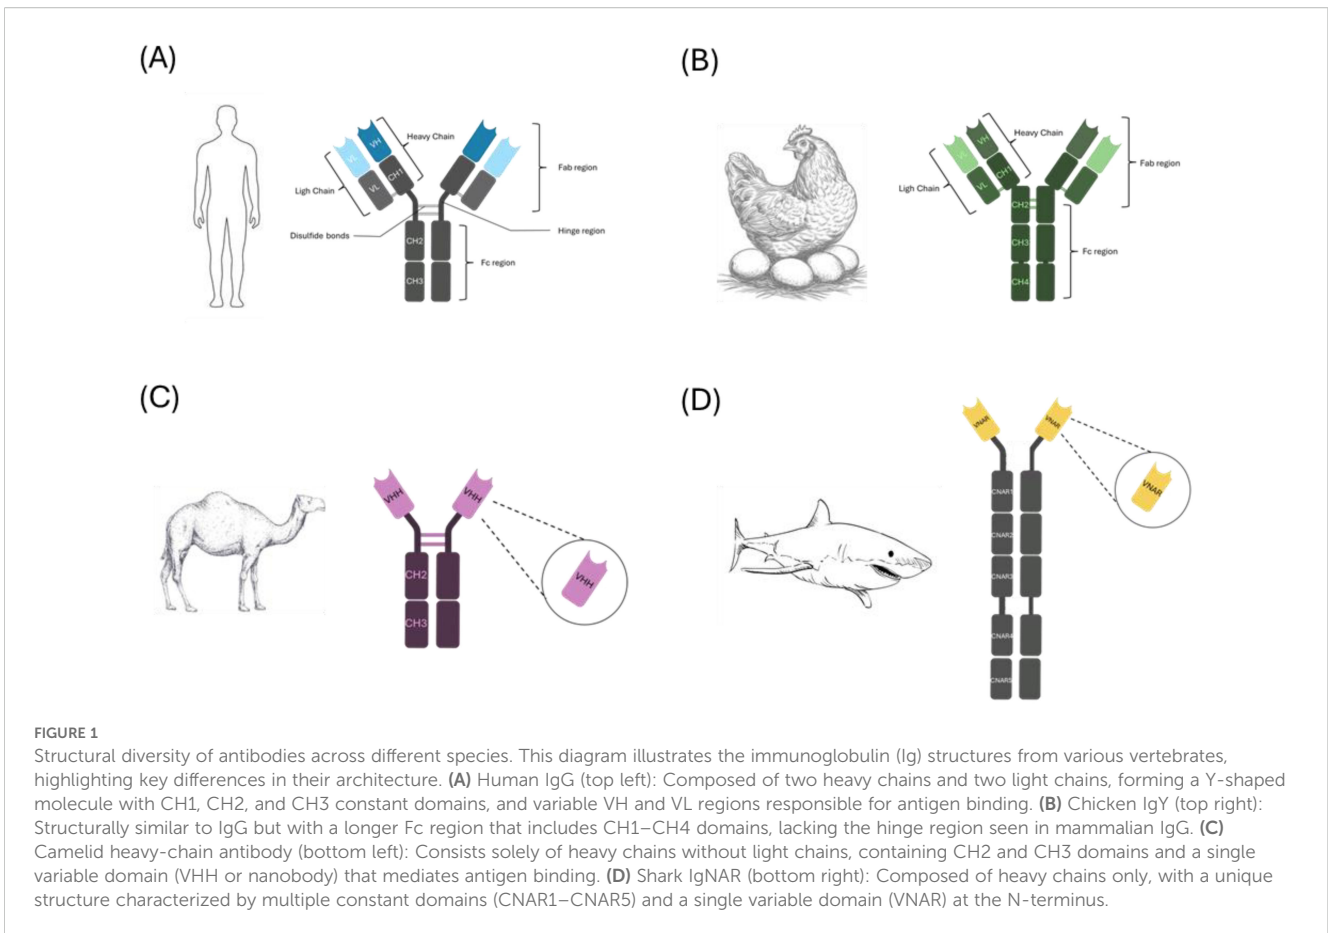 (A)
VL
VH
Heavy Chain
VL
CH1
Ligh Chain
Fab region
Disulfide bonds
Hinge region
CH2
Fc region
CH3
(B)
VL
VH
Heavy Chain
VL
CH1
Ligh Chain
Fab region
CH2
CH3
Fc region
CH4
(C)
VHH
VHH
VHH
CH2
CH3
(D)
VNAR
VNAR
VNAR
CNAR1
CNAR2
CNAR3
CNAR4
CNAR5
FIGURE 1
Structural diversity of antibodies across different species. This diagram illustrates the immunoglobulin (Ig) structures from various vertebrates,
highlighting key differences in their architecture. (A) Human IgG (top left): Composed of two heavy chains and two light chains, forming a Y-shaped
molecule with CH1, CH2, and CH3 constant domains, and variable VH and VL regions responsible for antigen binding. (B) Chicken IgY (top right):
Structurally similar to IgG but with a longer Fc region that includes CH1–CH4 domains, lacking the hinge region seen in mammalian IgG. (C)
Camelid heavy-chain antibody (bottom left): Consists solely of heavy chains without light chains, containing CH2 and CH3 domains and a single
variable domain (VHH or nanobody) that mediates antigen binding. (D) Shark IgNAR (bottom right): Composed of heavy chains only, with a unique
structure characterized by multiple constant domains (CNAR1–CNAR5) and a single variable domain (VNAR) at the N-terminus.